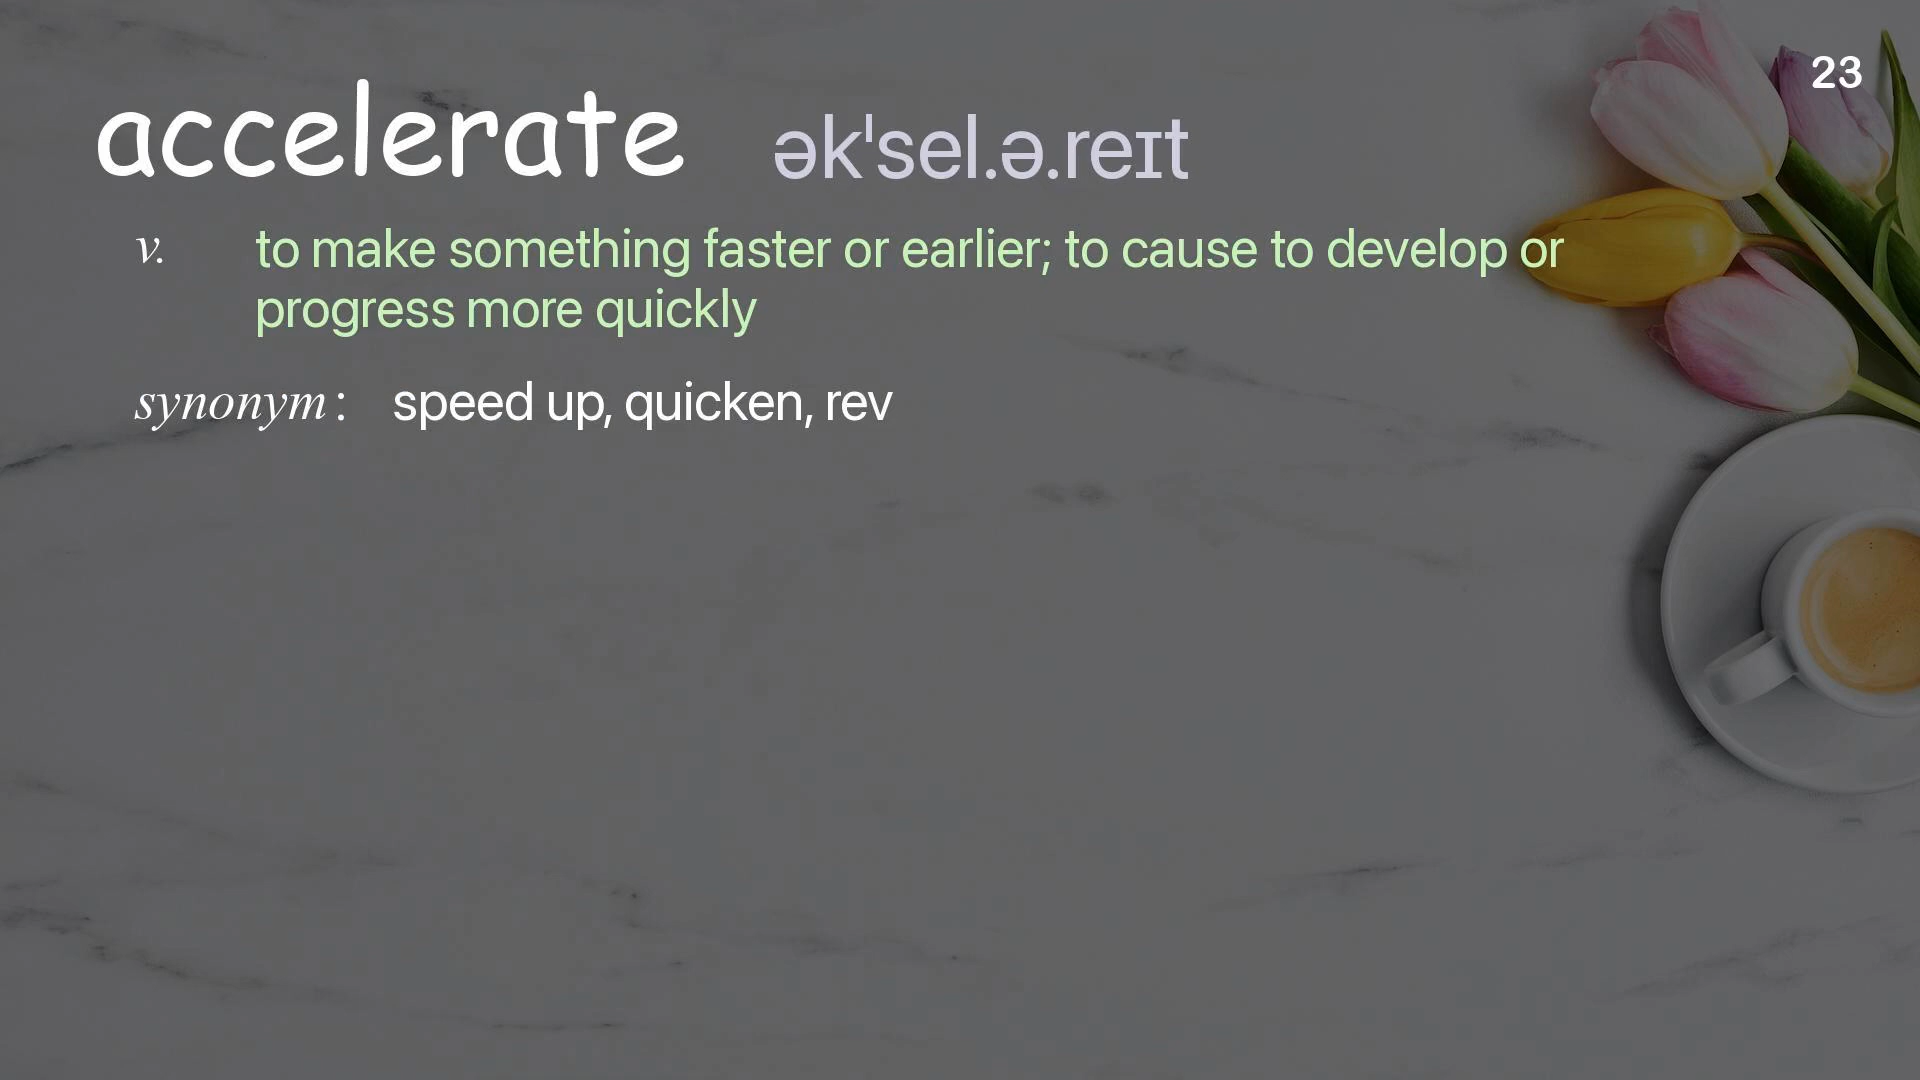 23
accelerate əkˈsel.ə.reɪt
v. to make something faster or earlier; to cause to develop or
progress more quickly
synonym : speed up, quicken, rev